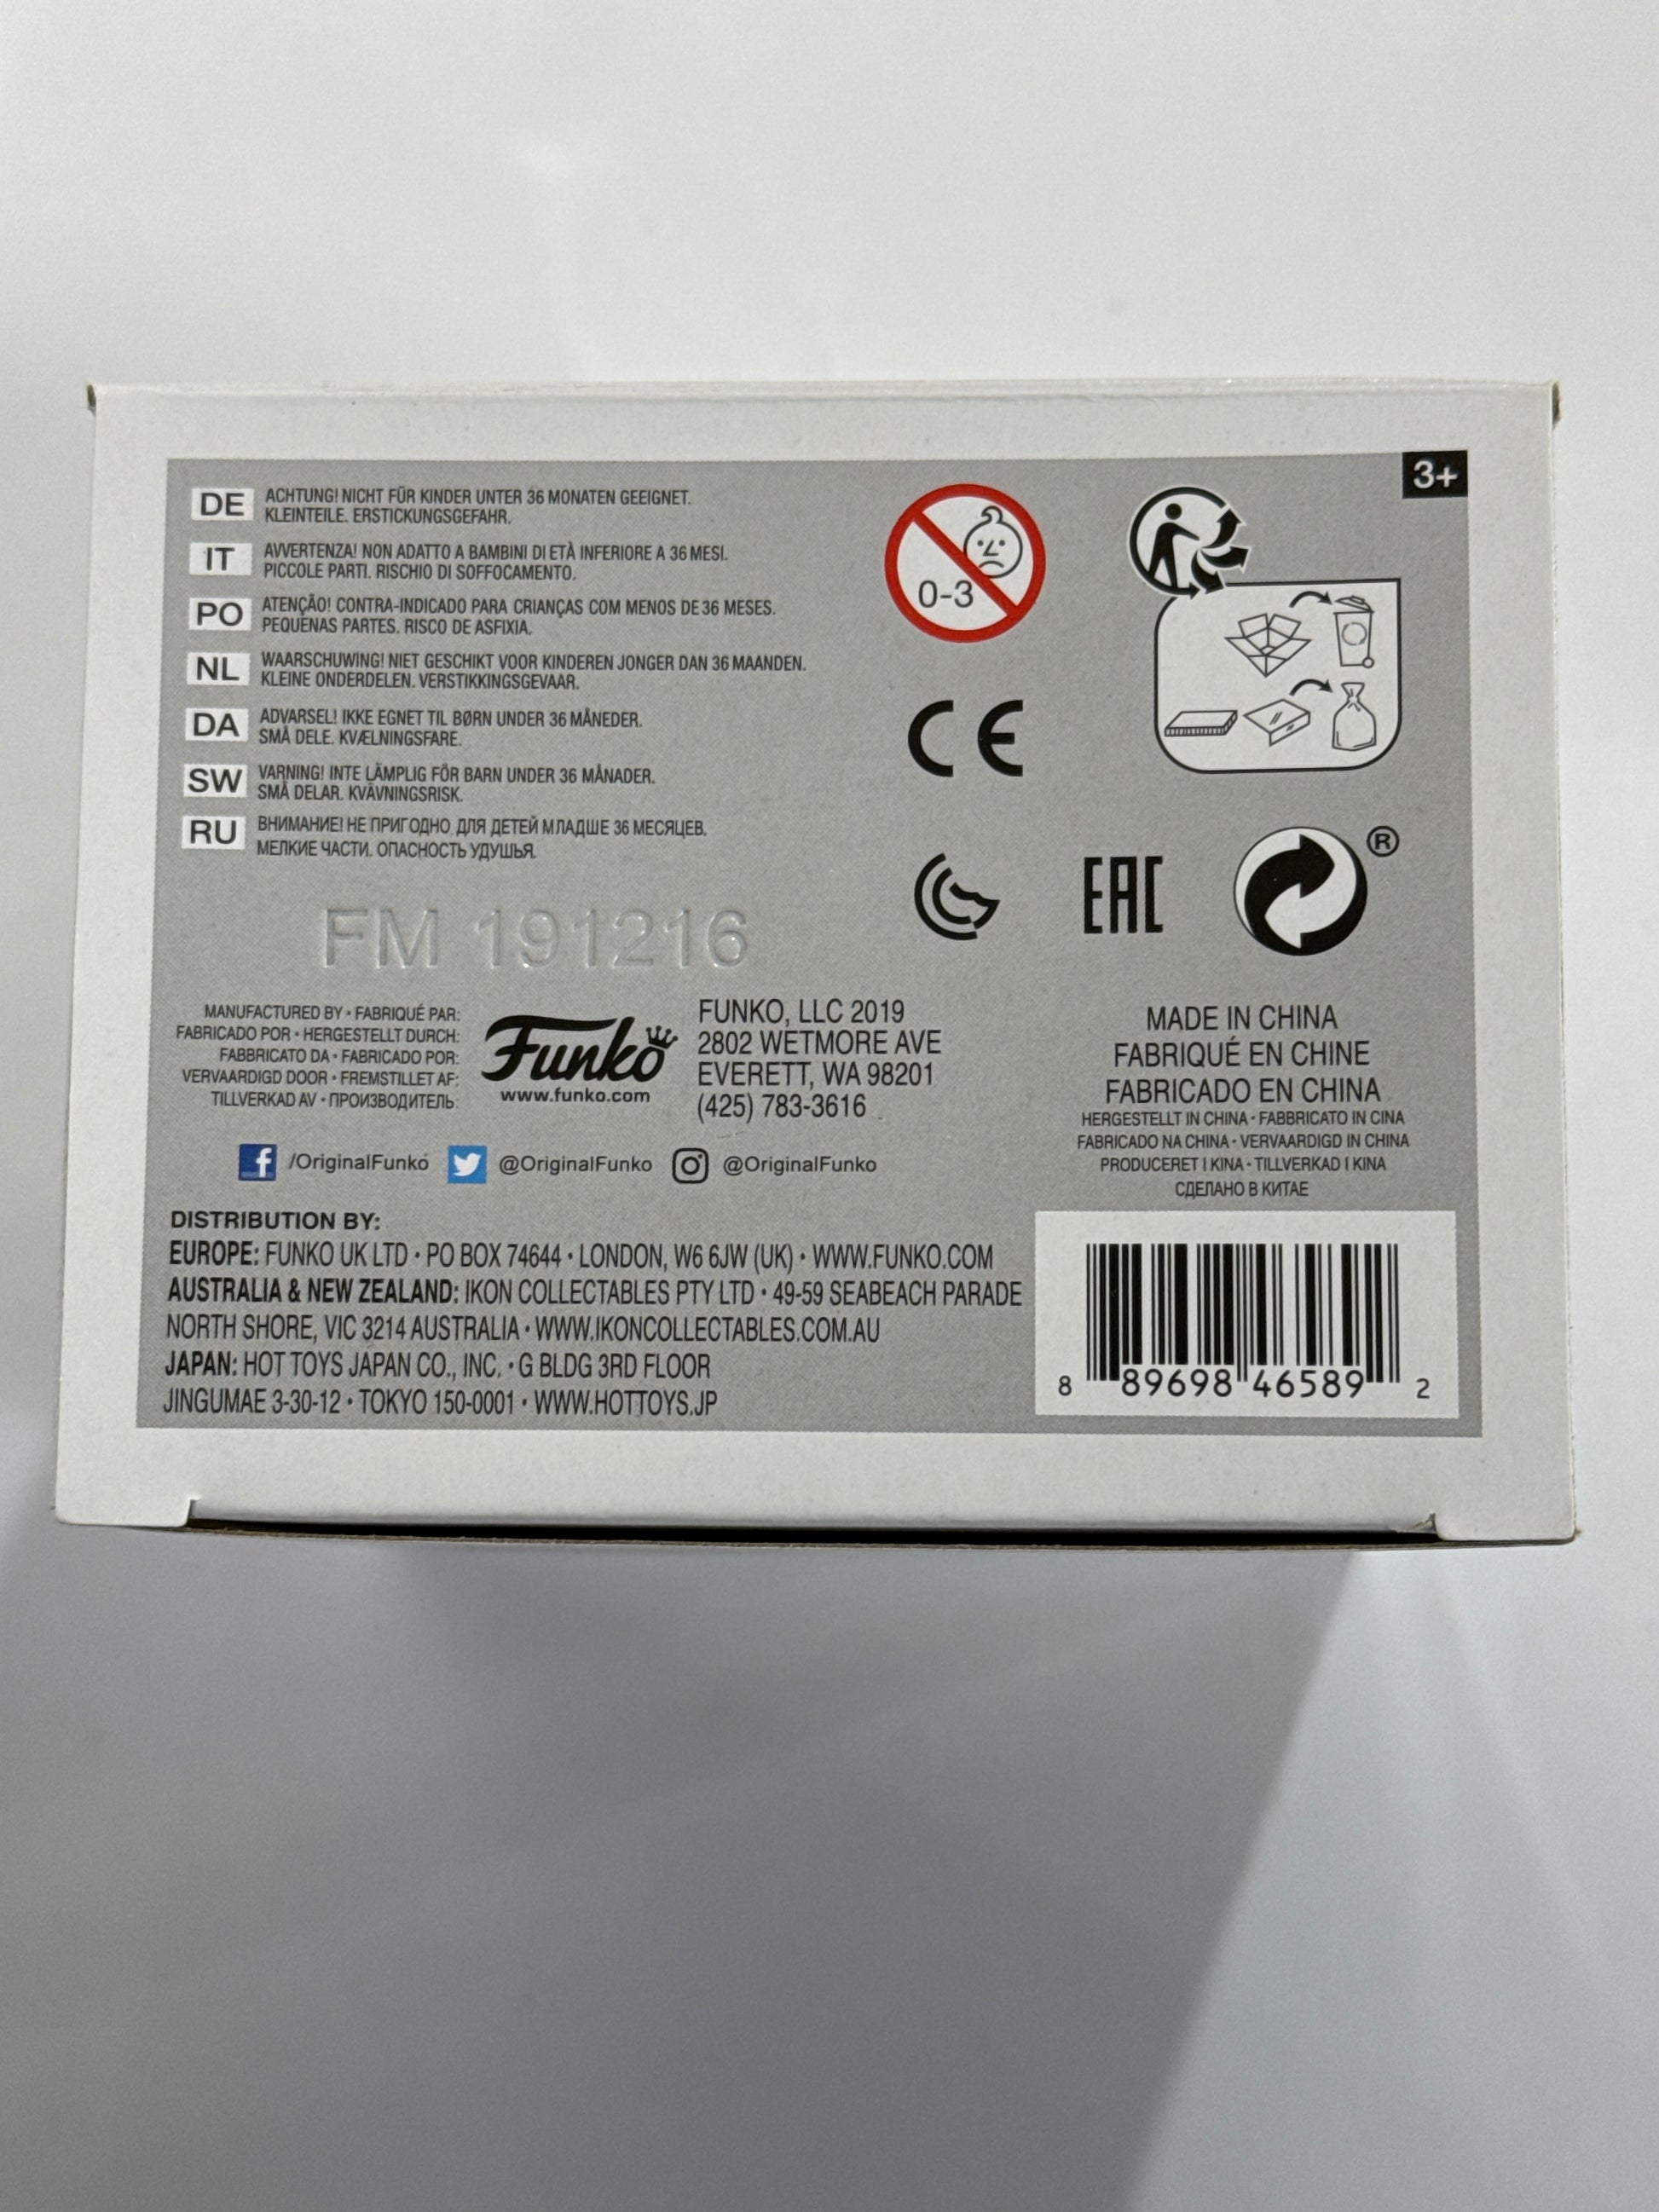 3+
DE ACHTUNG! NICHT FÜR KINDER UNTER 36 MONATEN GEEIGNET.
KLEINTEILE. ERSTICKUNGSGEFAHR.
IT AVVERTENZA! NON ADATTO A BAMBINI DI ETÀ INFERIORE A 36 MESI.
PICCOLE PARTI. RISCHIO DI SOFFOCAMENTO.
PO ATENÇÃO! CONTRA-INDICADO PARA CRIANÇAS COM MENOS DE 36 MESES.
PEQUENAS PARTES. RISCO DE ASFIXIA.
NL WAARSCHUWING! NIET GESCHIKT VOOR KINDEREN JONGER DAN 36 MAANDEN.
KLEINE ONDERDELEN. VERSTIKKINGSGEVAAR.
DA ADVARSEL! IKKE EGNET TIL BØRN UNDER 36 MÅNEDER.
SMÅ DELE. KVÆLNINGSFARE.
SW VARNING! INTE LÄMPLIG FÖR BARN UNDER 36 MÅNADER.
SMÅ DELAR. KVÄVNINGSRISK.
RU ВНИМАНИЕ! НЕ ПРИГОДНО ДЛЯ ДЕТЕЙ МЛАДШЕ 36 МЕСЯЦЕВ.
МЕЛКИЕ ЧАСТИ. ОПАСНОСТЬ УДУШЬЯ.
0-3
CE
EAC
®
FM 191216
MANUFACTURED BY • FABRIQUÉ PAR:
FABRICADO POR • HERGESTELLT DURCH:
FABBRICATO DA • FABRICADO POR:
VERVAARDIGD DOOR • FREMSTILLET AF:
TILLVERKAD AV • ПРОИЗВОДИТЕЛЬ:
Funko
www.funko.com
FUNKO, LLC 2019
2802 WETMORE AVE
EVERETT, WA 98201
(425) 783-3616
MADE IN CHINA
FABRIQUÉ EN CHINE
FABRICADO EN CHINA
HERGESTELLT IN CHINA • FABBRICATO IN CINA
FABRICADO NA CHINA • VERVAARDIGD IN CHINA
PRODUCERET I KINA • TILLVERKAD I KINA
СДЕЛАНО В КИТАЕ
f /OriginalFunko @OriginalFunko @OriginalFunko
DISTRIBUTION BY:
EUROPE: FUNKO UK LTD • PO BOX 74644 • LONDON, W6 6JW (UK) • WWW.FUNKO.COM
AUSTRALIA & NEW ZEALAND: IKON COLLECTABLES PTY LTD • 49-59 SEABEACH PARADE
NORTH SHORE, VIC 3214 AUSTRALIA • WWW.IKONCOLLECTABLES.COM.AU
JAPAN: HOT TOYS JAPAN CO., INC. • G BLDG 3RD FLOOR
JINGUMAE 3-30-12 • TOKYO 150-0001 • WWW.HOTTOYS.JP
8 89698 46589 2